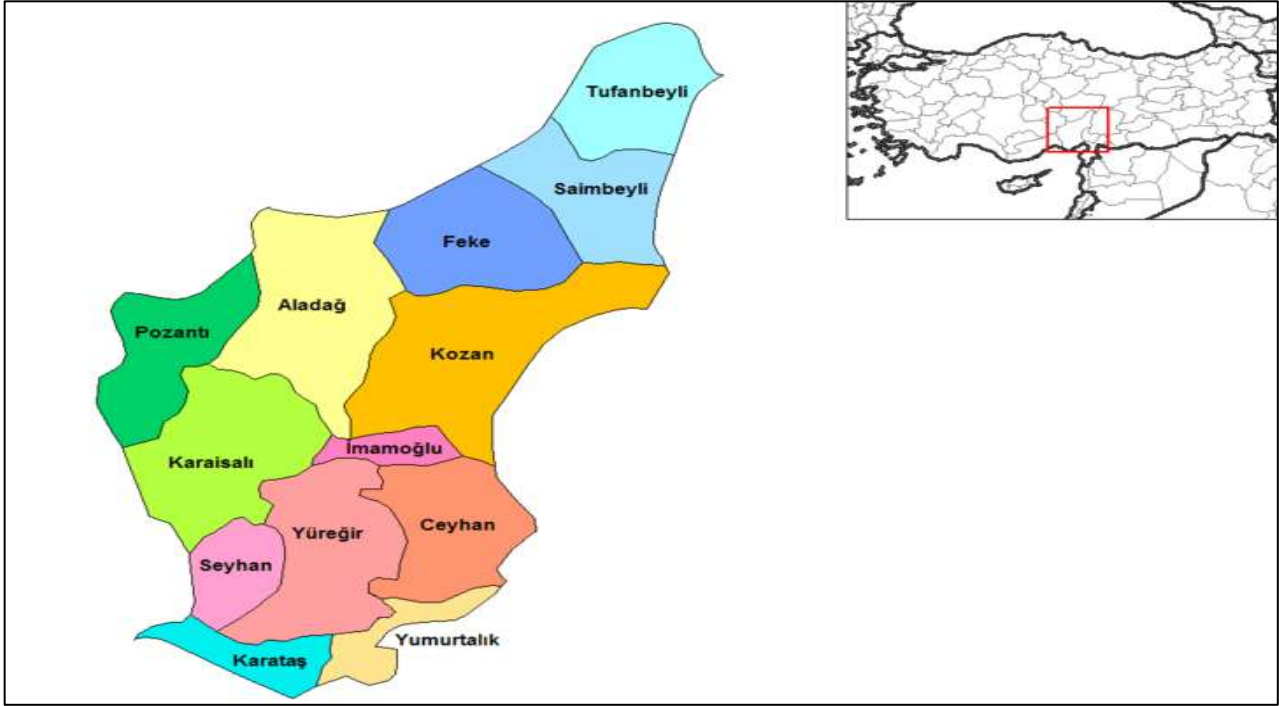 Tufanbeyli
Saimbeyli
Feke
Aladağ
Pozantı
Kozan
İmamoğlu
Karaisalı
Ceyhan
Yüreğir
Seyhan
Yumurtalık
Karataş